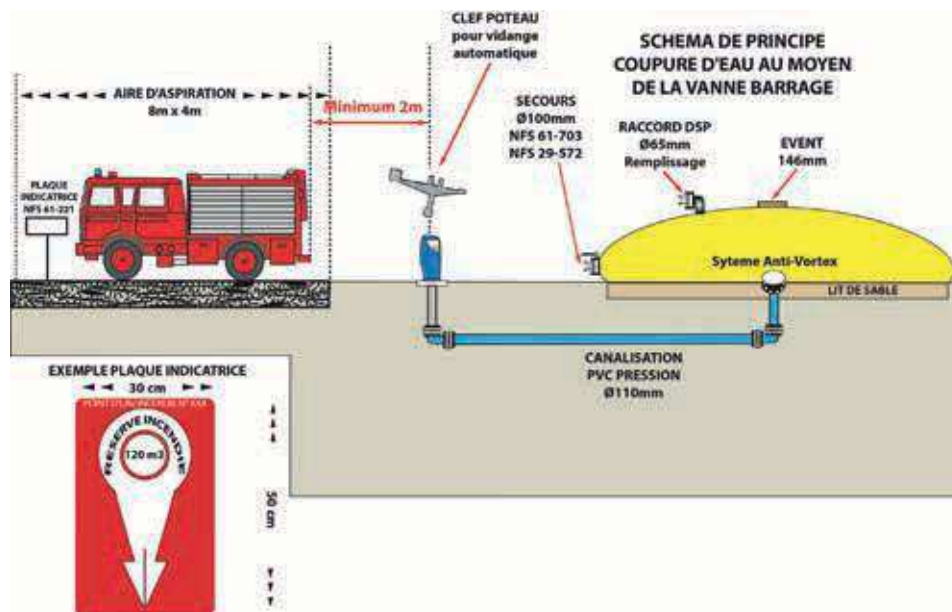 CLEF POTEAU
pour vidange
automatique
SCHEMA DE PRINCIPE
COUPURE D'EAU AU MOYEN
DE LA VANNE BARRAGE
AIRE D'ASPIRATION
8m x 4m
Minimum 2m
SECOURS
Ø100mm
NFS 61-703
NFS 29-572
RACCORD DSP
Ø65mm
Remplissage
EVENT
146mm
PLAQUE
INDICATRICE
NFS 61-221
Syteme Anti-Vortex
LIT DE SABLE
CANALISATION
PVC PRESSION
Ø110mm
EXEMPLE PLAQUE INDICATRICE
30 cm
POINT D'EAU INCENDIE N°
RESERVE INCENDIE
120 m3
50 cm